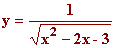 y = 1/√(x² − 2x - 3)